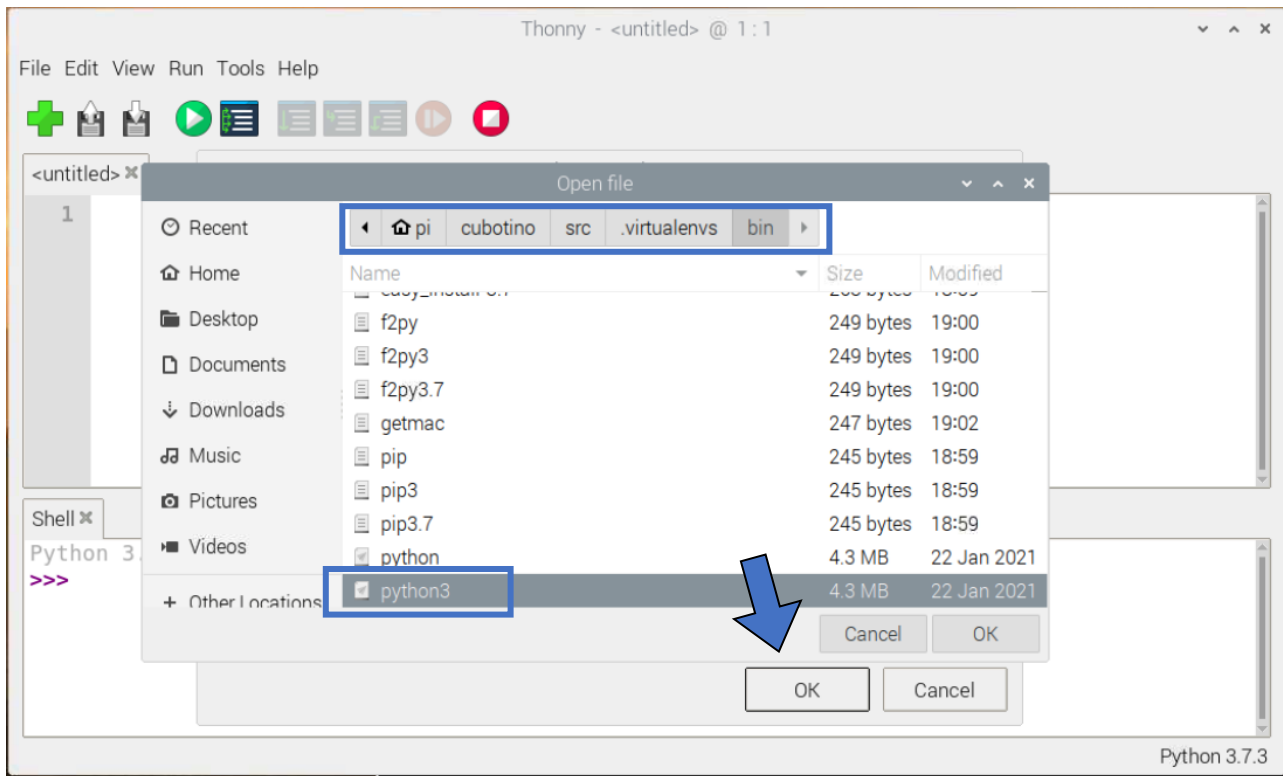 Thonny - <untitled> @ 1 : 1
File Edit View Run Tools Help
<untitled>
Open file
1
Recent
pi cubotino src .virtualenvs bin
Home
Name Size Modified
Desktop
f2py 249 bytes 19:00
Documents
f2py3 249 bytes 19:00
f2py3.7 249 bytes 19:00
Downloads
getmac 247 bytes 19:02
Music
pip 245 bytes 18:59
Pictures
pip3 245 bytes 18:59
Shell
pip3.7 245 bytes 18:59
Videos
Python 3.
python 4.3 MB 22 Jan 2021
>>>
python3 4.3 MB 22 Jan 2021
+ Other Locations
Cancel OK
OK Cancel
Python 3.7.3